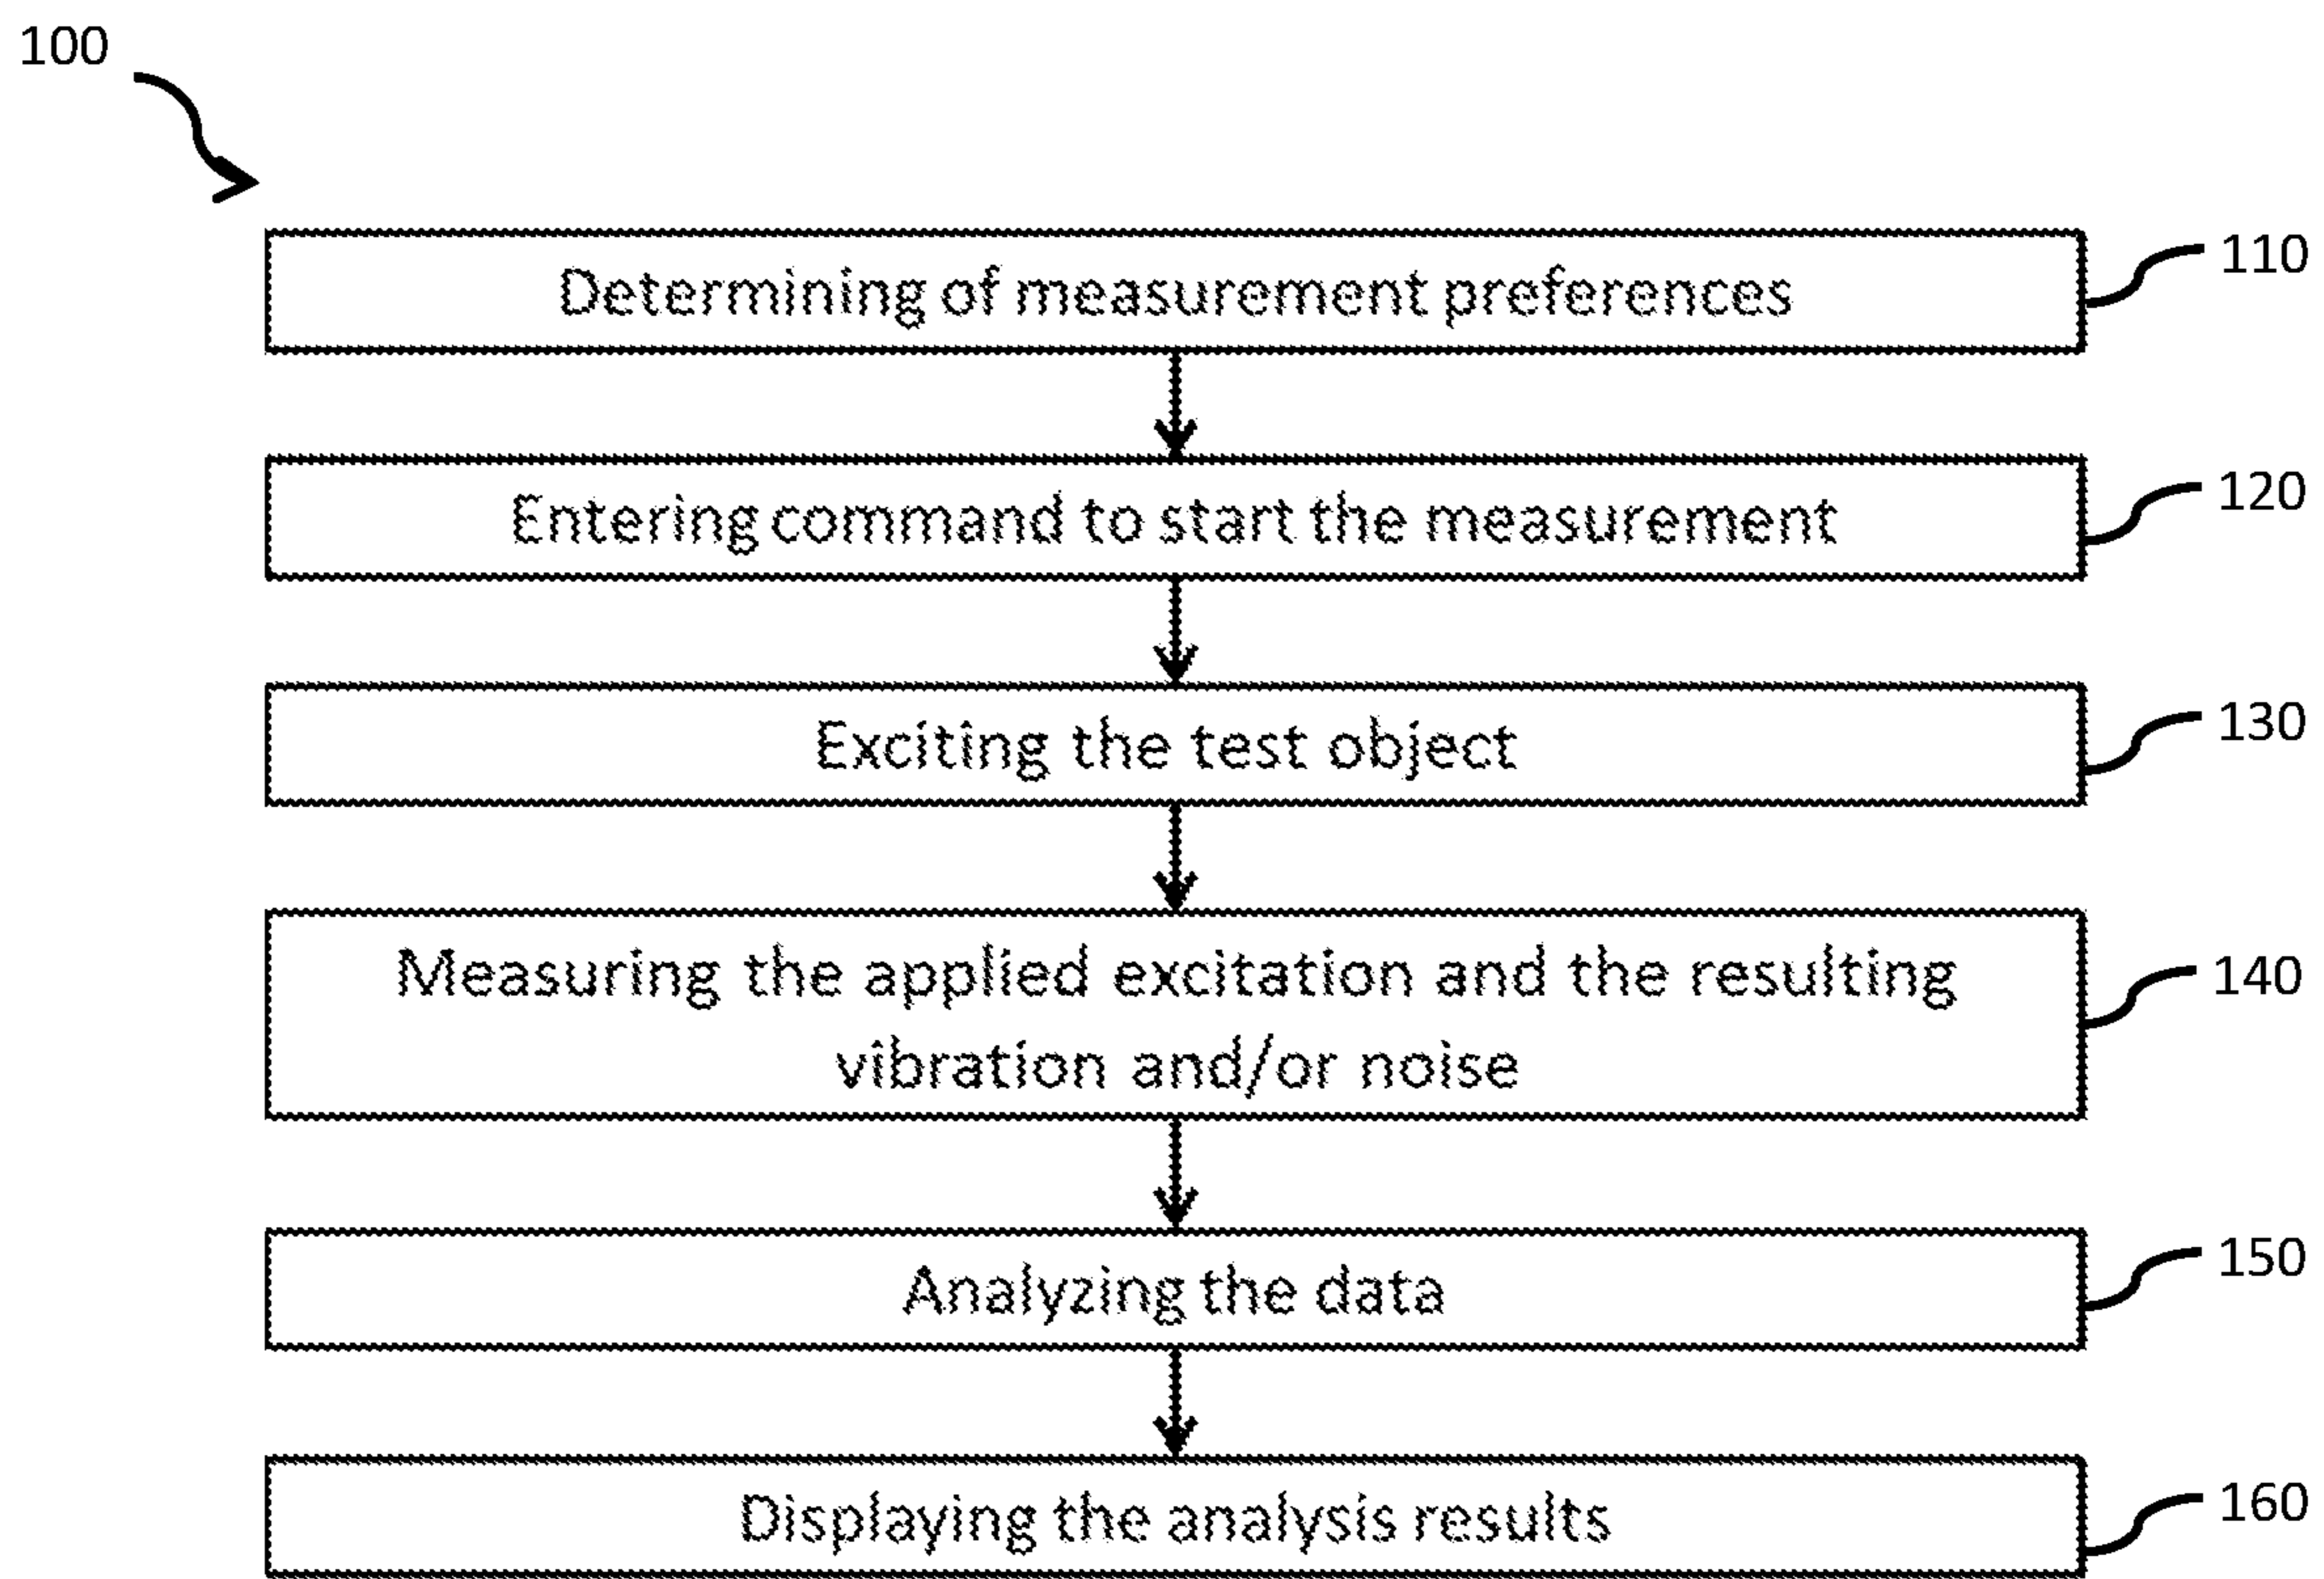 100
Determining of measurement preferences
110
Entering command to start the measurement
120
Exciting the test object
130
Measuring the applied excitation and the resulting
vibration and/or noise
140
Analyzing the data
150
Displaying the analysis results
160